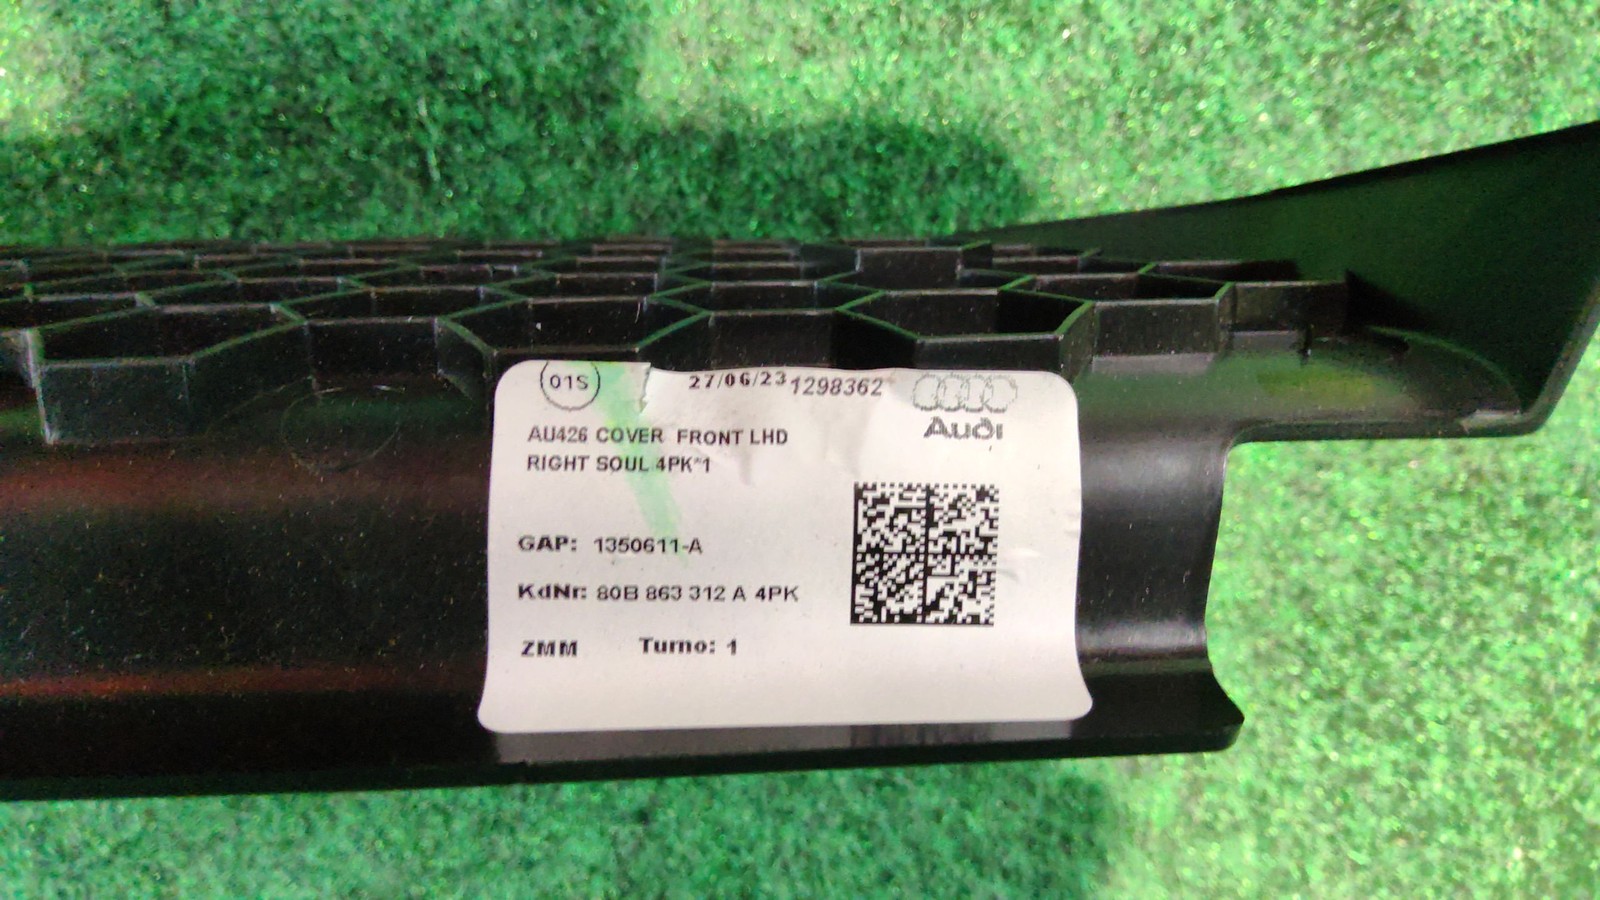 01S 27/06/23 1298362
Audi
AU426 COVER FRONT LHD
RIGHT SOUL 4PK*1
GAP: 1350611-A
KdNr: 80B 863 312 A 4PK
ZMM Turno: 1